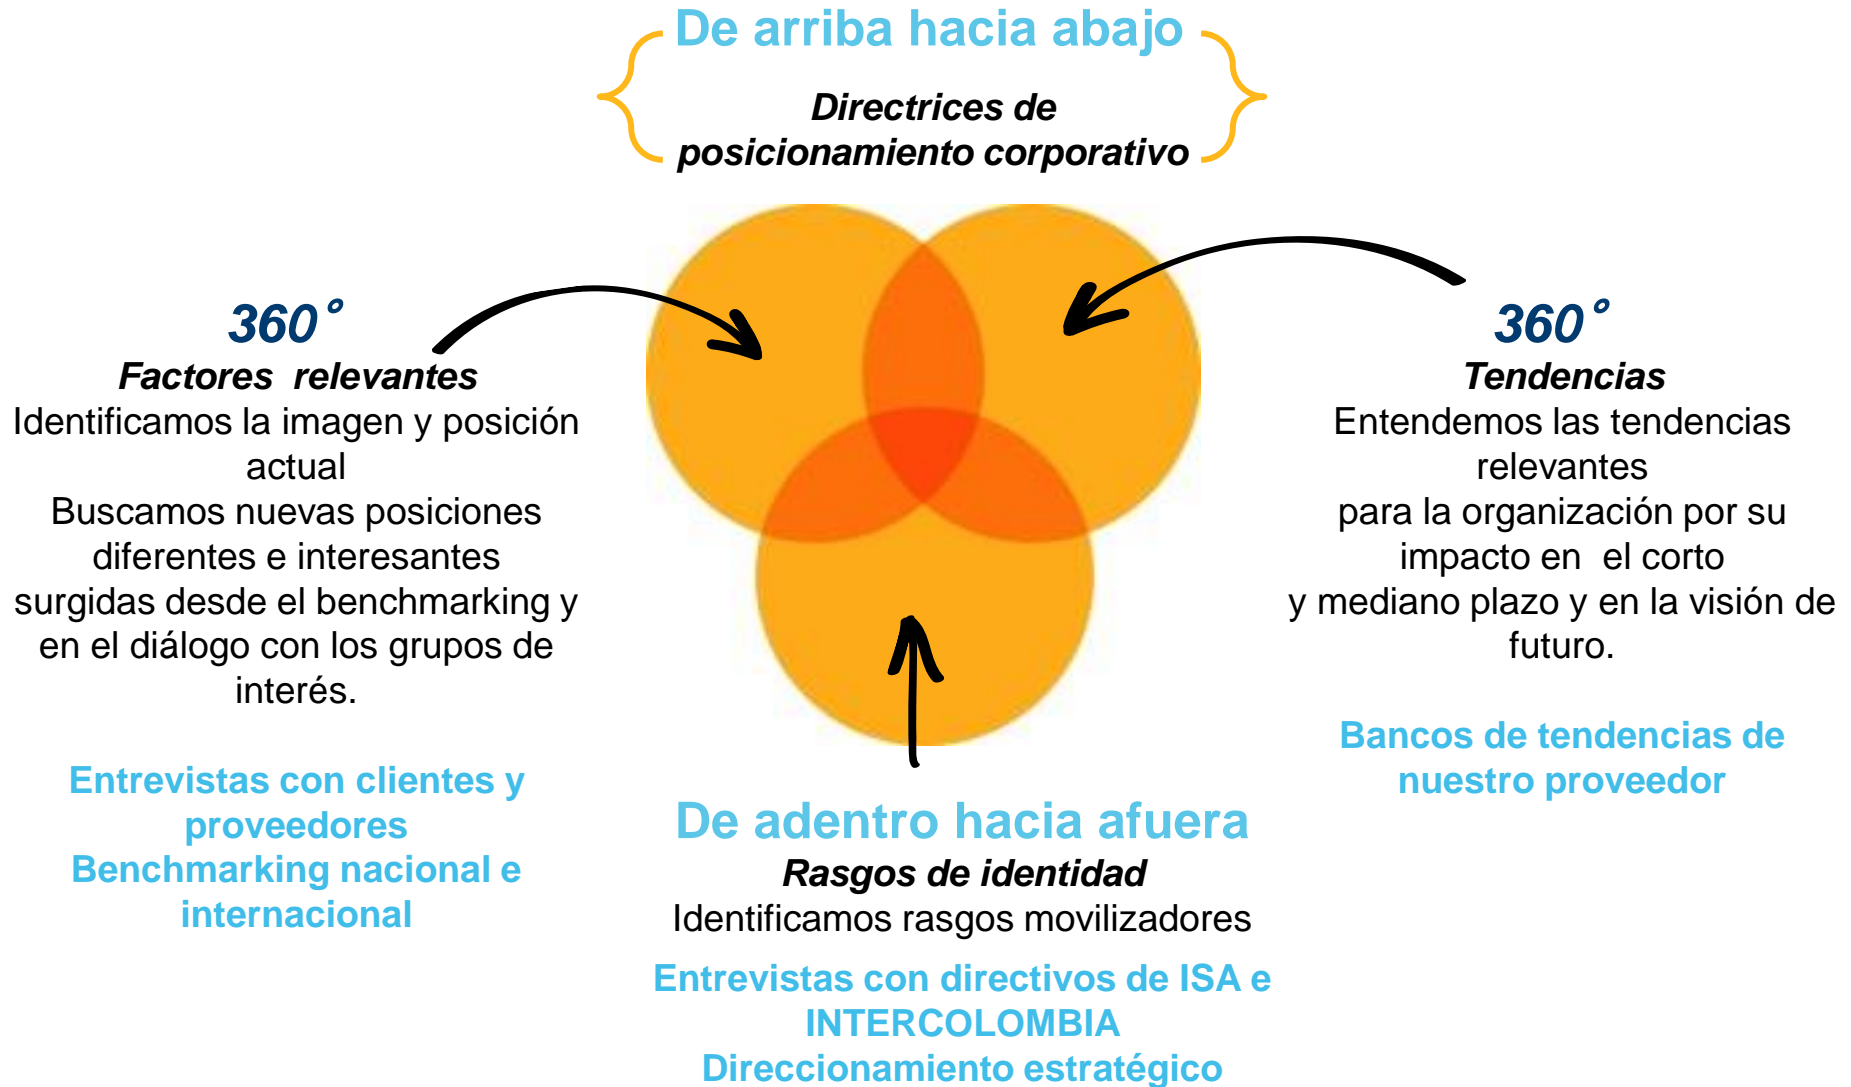 De arriba hacia abajo
Directrices de
posicionamiento corporativo
360°
Factores relevantes
Identificamos la imagen y posición
actual
Buscamos nuevas posiciones
diferentes e interesantes
surgidas desde el benchmarking y
en el diálogo con los grupos de
interés.
Entrevistas con clientes y
proveedores
Benchmarking nacional e
internacional
360°
Tendencias
Entendemos las tendencias
relevantes
para la organización por su
impacto en el corto
y mediano plazo y en la visión de
futuro.
Bancos de tendencias de
nuestro proveedor
De adentro hacia afuera
Rasgos de identidad
Identificamos rasgos movilizadores
Entrevistas con directivos de ISA e
INTERCOLOMBIA
Direccionamiento estratégico